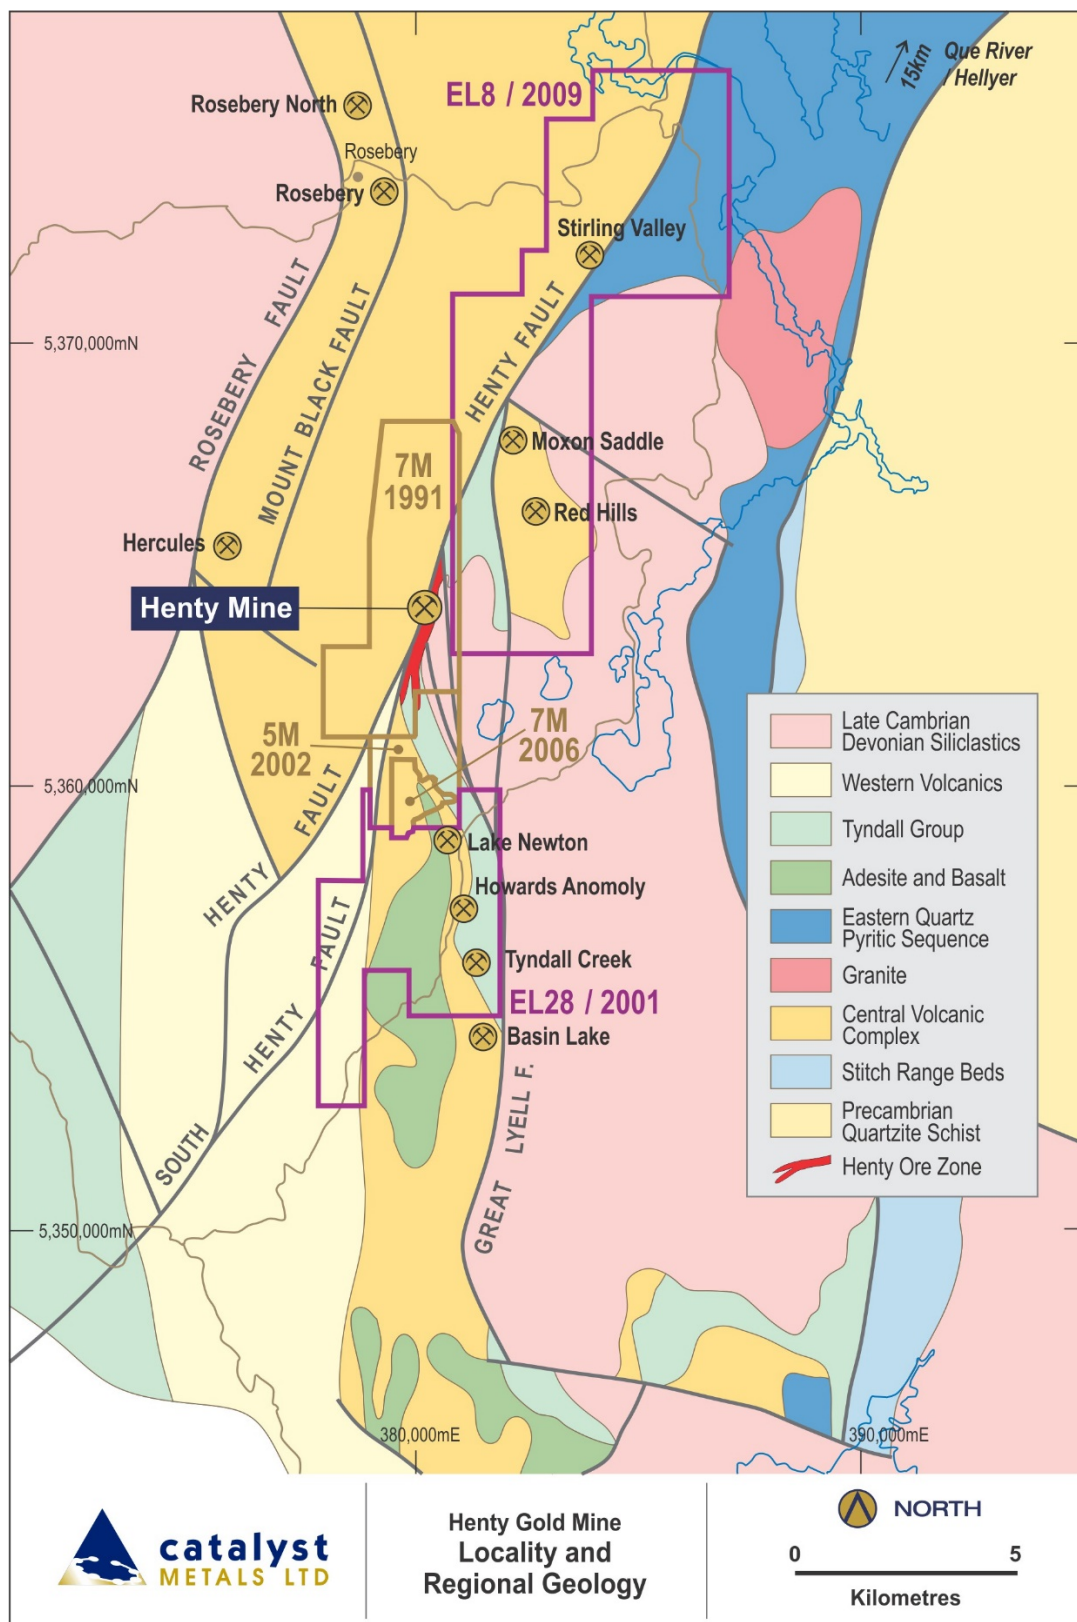 EL8 / 2009
15km
Que River
/ Hellyer
Rosebery North
Rosebery
Rosebery
Stirling Valley
ROSEBERY FAULT
MOUNT BLACK FAULT
HENTY FAULT
5,370,000mN
7M
1991
Moxon Saddle
Red Hills
Hercules
Henty Mine
5M
2002
7M
2006
5,360,000mN
HENTY FAULT
Lake Newton
Howards Anomoly
Tyndall Creek
EL28 / 2001
Basin Lake
SOUTH HENTY FAULT
GREAT LYELL F.
5,350,000mN
380,000mE
390,000mE
Late Cambrian
Devonian Siliclastics
Western Volcanics
Tyndall Group
Adesite and Basalt
Eastern Quartz
Pyritic Sequence
Granite
Central Volcanic
Complex
Stitch Range Beds
Precambrian
Quartzite Schist
Henty Ore Zone
catalyst
METALS LTD
Henty Gold Mine
Locality and
Regional Geology
NORTH
0 5
Kilometres